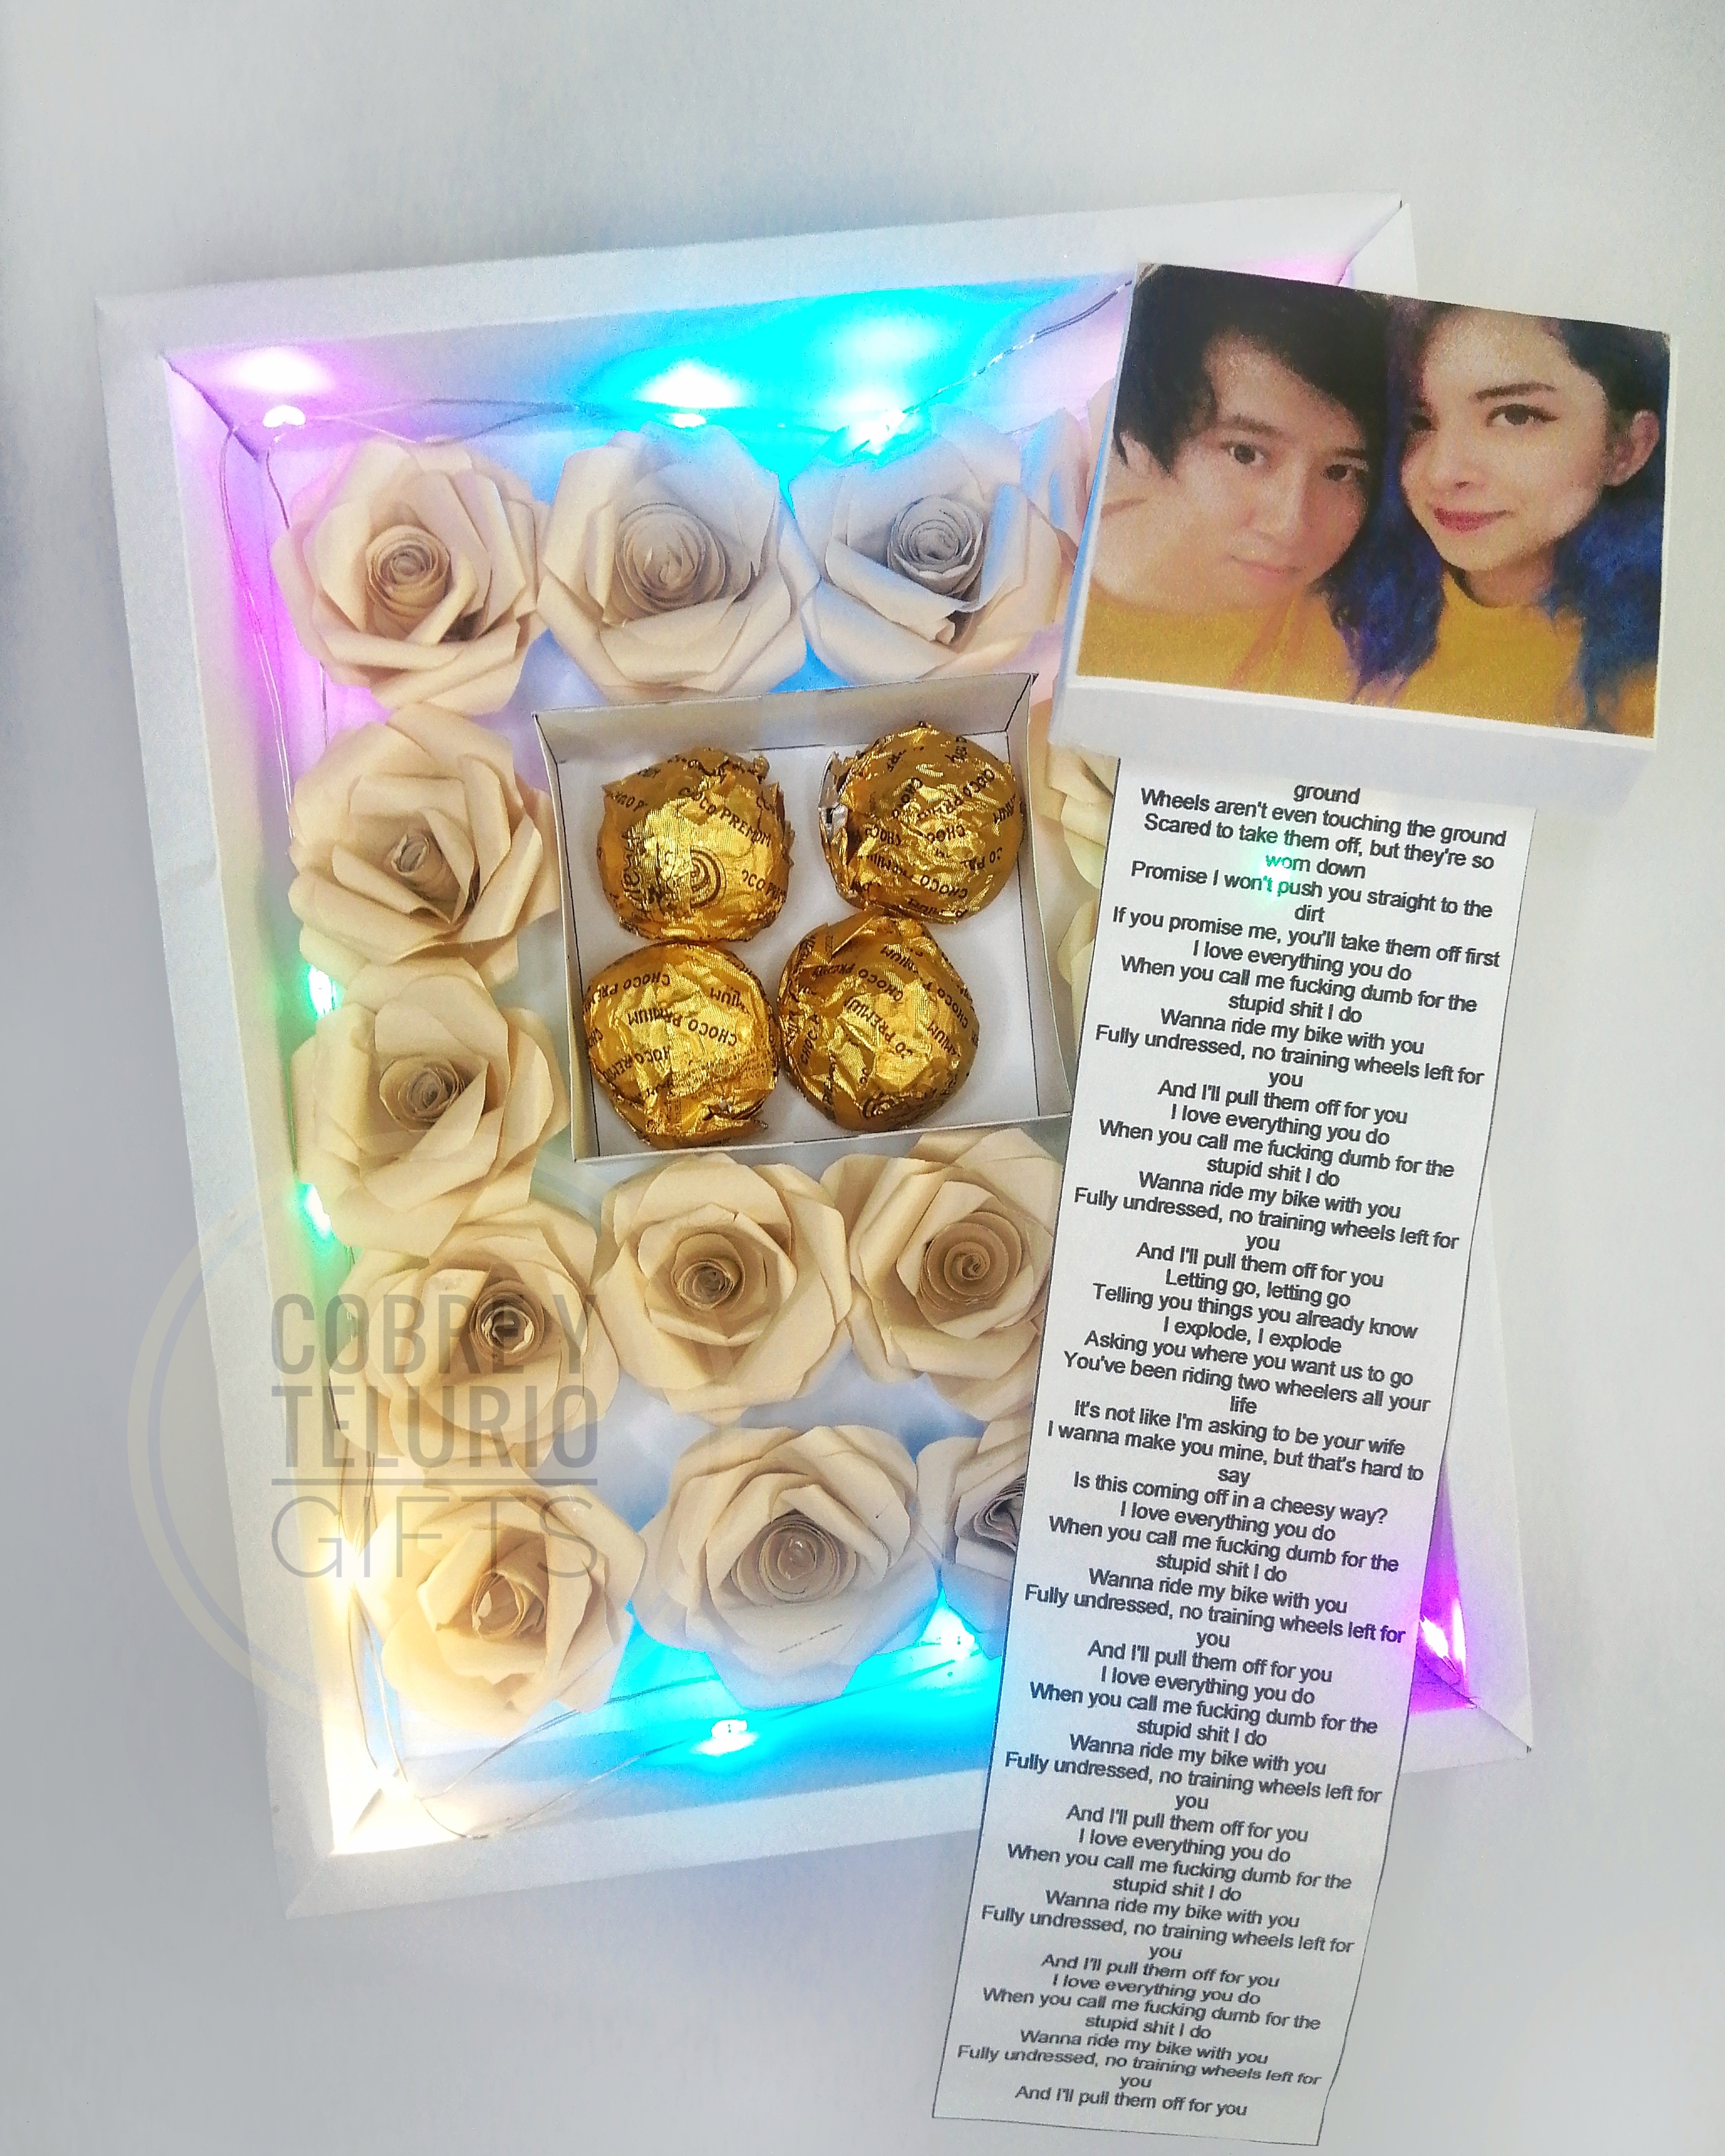 ground
Wheels aren't even touching the ground
Scared to take them off, but they're so
worn down
Promise I won't push you straight to the
dirt
If you promise me, you'll take them off first
I love everything you do
When you call me fucking dumb for the
stupid shit I do
Wanna ride my bike with you
Fully undressed, no training wheels left for
you
And I'll pull them off for you
I love everything you do
When you call me fucking dumb for the
stupid shit I do
Wanna ride my bike with you
Fully undressed, no training wheels left for
you
And I'll pull them off for you
Letting go, letting go
Telling you things you already know
I explode, I explode
Asking you where you want us to go
You've been riding two wheelers all your
life
It's not like I'm asking to be your wife
I wanna make you mine, but that's hard to
say
Is this coming off in a cheesy way?
I love everything you do
When you call me fucking dumb for the
stupid shit I do
Wanna ride my bike with you
Fully undressed, no training wheels left for
you
And I'll pull them off for you
I love everything you do
When you call me fucking dumb for the
stupid shit I do
Wanna ride my bike with you
Fully undressed, no training wheels left for
you
And I'll pull them off for you
I love everything you do
When you call me fucking dumb for the
stupid shit I do
Wanna ride my bike with you
Fully undressed, no training wheels left for
you
And I'll pull them off for you
I love everything you do
When you call me fucking dumb for the
stupid shit I do
Wanna ride my bike with you
Fully undressed, no training wheels left for
you
And I'll pull them off for you
CHOCO PREMIUM
CHOCO PREMIUM
CHOCO PREMIUM
COBRE Y
TELURIO
GIFTS